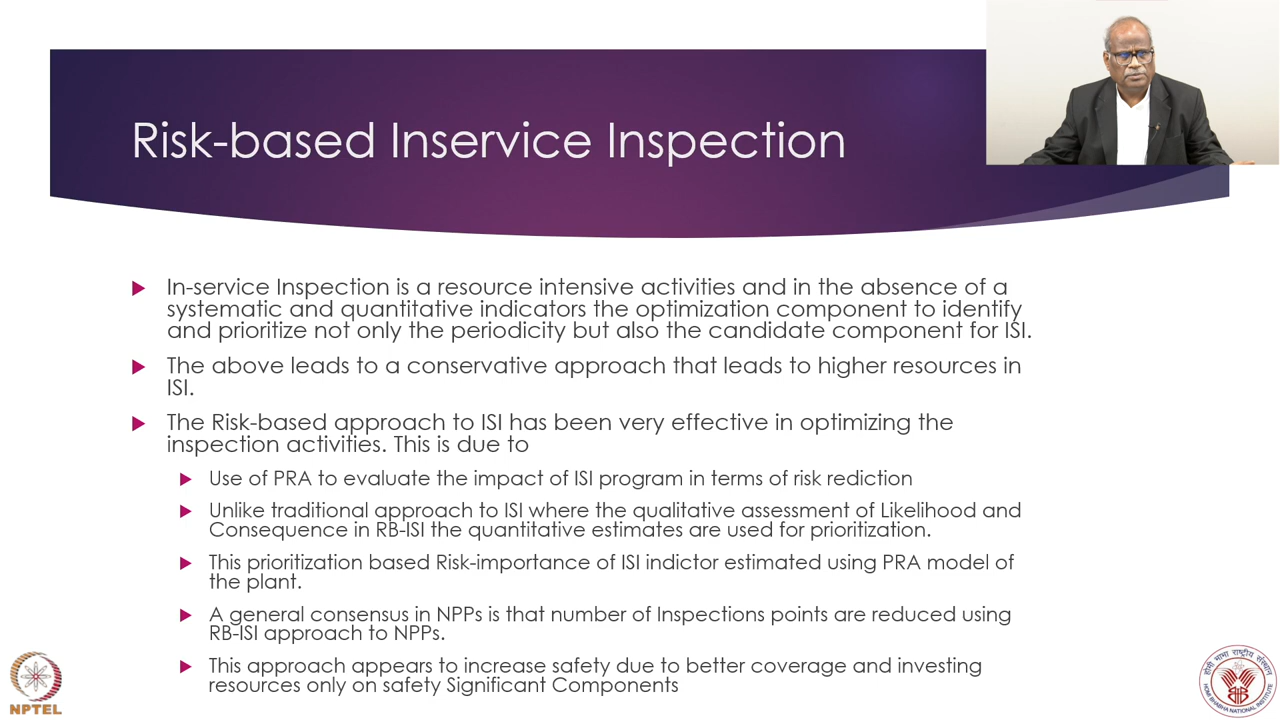 Risk-based Inservice Inspection
In-service Inspection is a resource intensive activities and in the absence of a
systematic and quantitative indicators the optimization component to identify
and prioritize not only the periodicity but also the candidate component for ISI.
The above leads to a conservative approach that leads to higher resources in
ISI.
The Risk-based approach to ISI has been very effective in optimizing the
inspection activities. This is due to
Use of PRA to evaluate the impact of ISI program in terms of risk rediction
Unlike traditional approach to ISI where the qualitative assessment of Likelihood and
Consequence in RB-ISI the quantitative estimates are used for prioritization.
This prioritization based Risk-importance of ISI indictor estimated using PRA model of
the plant.
A general consensus in NPPs is that number of Inspections points are reduced using
RB-ISI approach to NPPs.
This approach appears to increase safety due to better coverage and investing
resources only on safety Significant Components
NPTEL
होमी भाभा राष्ट्रीय संस्थान
HOMI BHABHA NATIONAL INSTITUTE